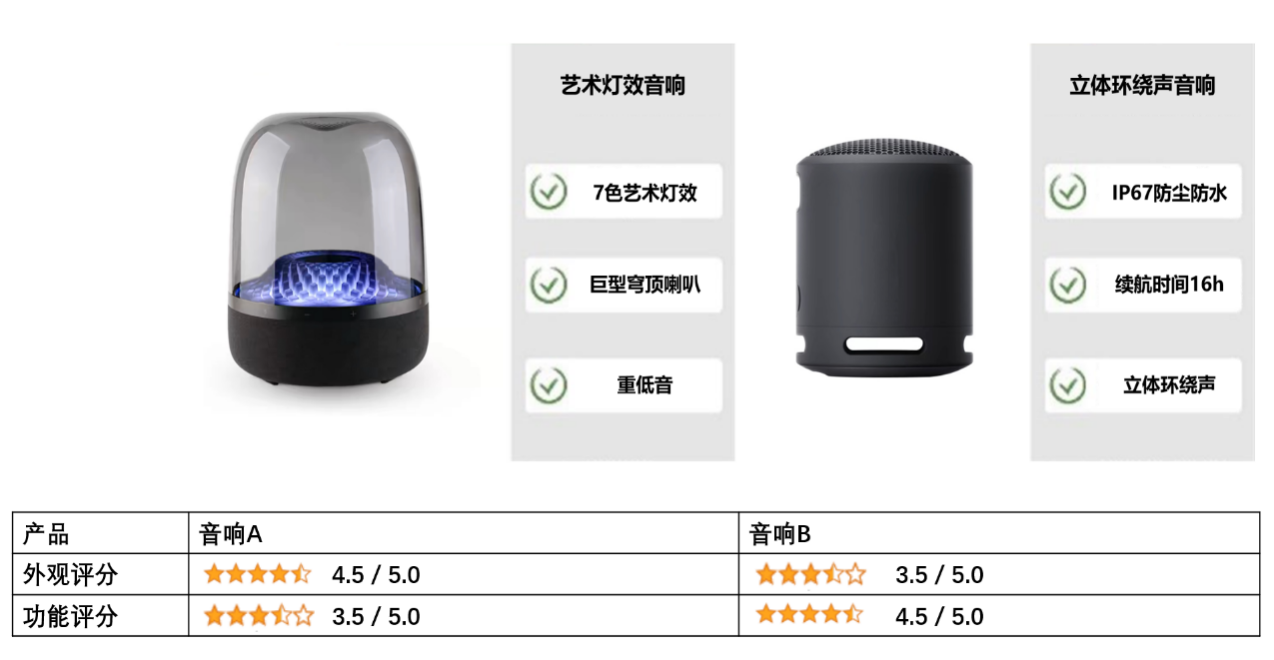 艺术灯效音响
7色艺术灯效
巨型穹顶喇叭
重低音
立体环绕声音响
IP67防尘防水
续航时间16h
立体环绕声
产品 音响A 音响B
外观评分 4.5 / 5.0 3.5 / 5.0
功能评分 3.5 / 5.0 4.5 / 5.0